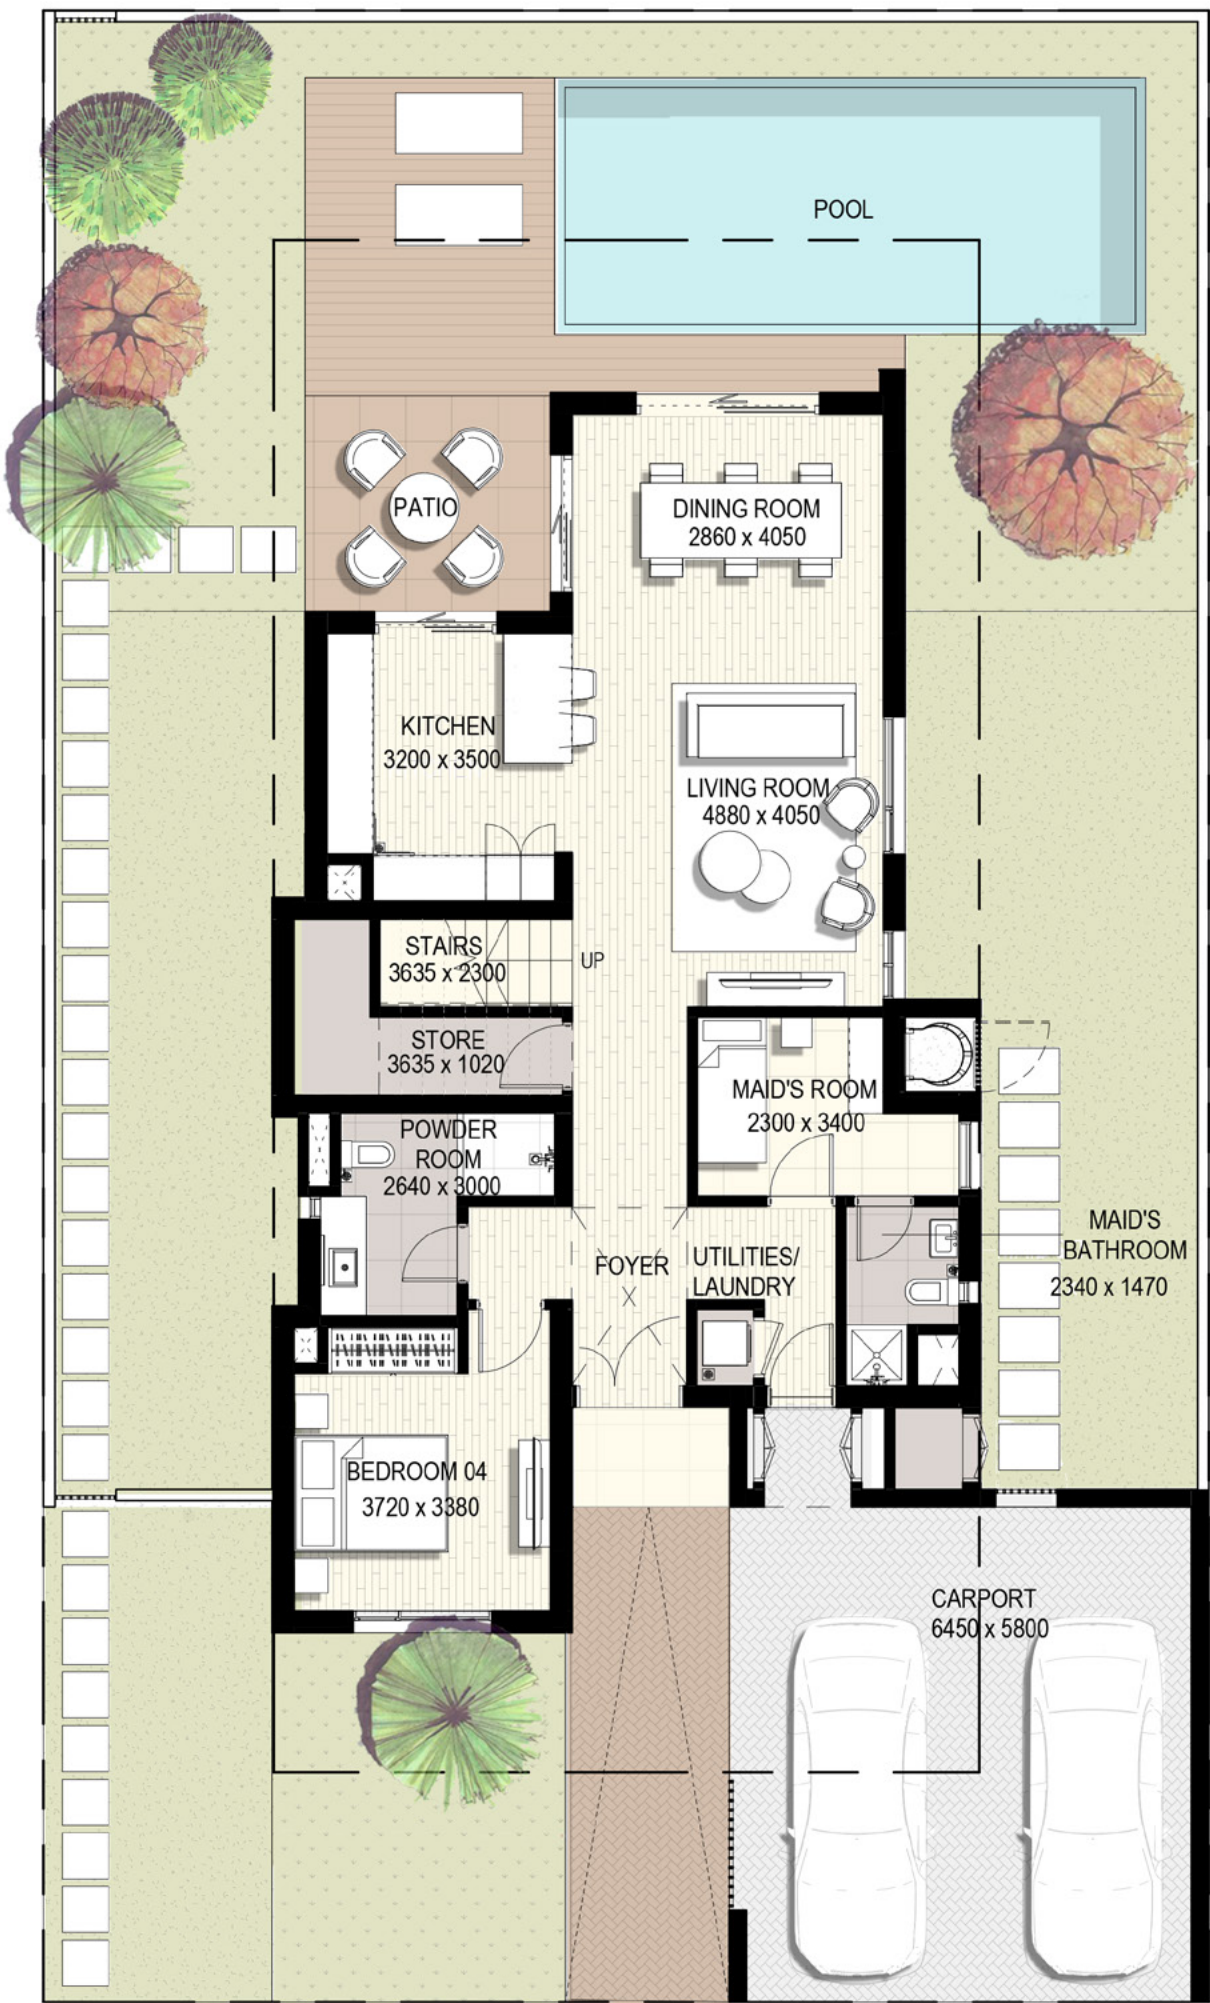 POOL
PATIO
DINING ROOM
2860 x 4050
KITCHEN
3200 x 3500
LIVING ROOM
4880 x 4050
STAIRS
3635 x 2300
UP
STORE
3635 x 1020
MAID'S ROOM
2300 x 3400
POWDER
ROOM
2640 x 3000
FOYER
UTILITIES/
LAUNDRY
MAID'S
BATHROOM
2340 x 1470
BEDROOM 04
3720 x 3380
CARPORT
6450 x 5800